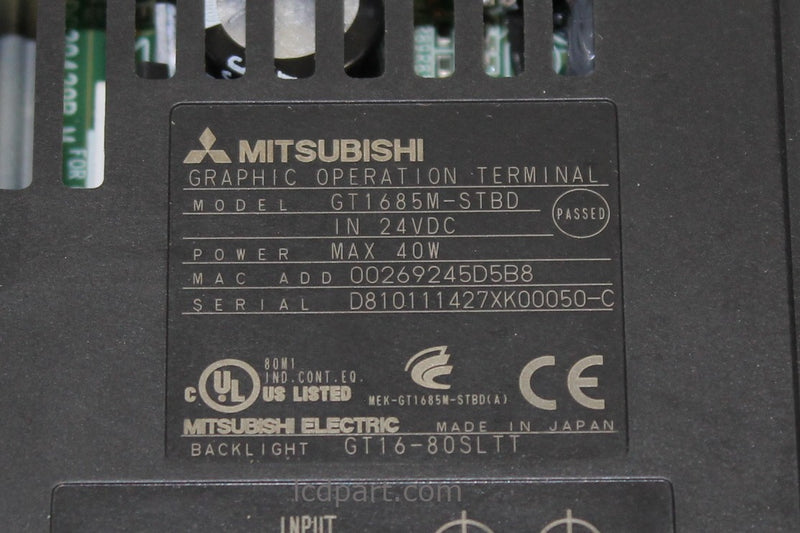 MITSUBISHI
GRAPHIC OPERATION TERMINAL
MODEL GT1685M-STBD
PASSED
IN 24VDC
POWER MAX 40W
MAC ADD 00269245D5B8
SERIAL D810111427XK00050-C
80M1
IND.CONT.EQ.
C UL US LISTED
MEK-GT1685M-STBD(A)
CE
MITSUBISHI ELECTRIC MADE IN JAPAN
BACKLIGHT GT16-80SLTT
lcdpart.com
INPUT
FOR